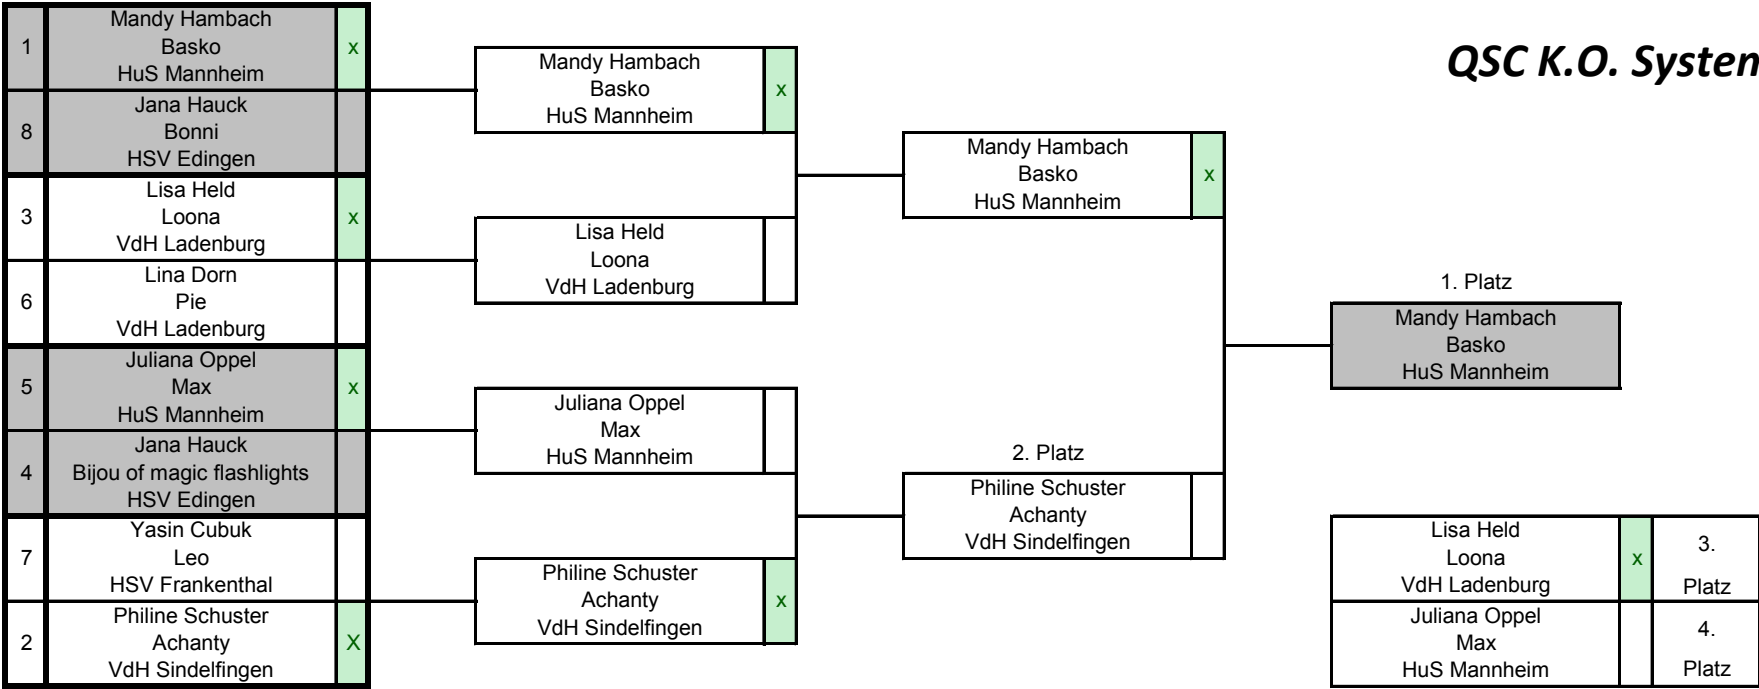 QSC K.O. System
1
Mandy Hambach
Basko
HuS Mannheim
x
8
Jana Hauck
Bonni
HSV Edingen
3
Lisa Held
Loona
VdH Ladenburg
x
6
Lina Dorn
Pie
VdH Ladenburg
5
Juliana Oppel
Max
HuS Mannheim
x
4
Jana Hauck
Bijou of magic flashlights
HSV Edingen
7
Yasin Cubuk
Leo
HSV Frankenthal
2
Philine Schuster
Achanty
VdH Sindelfingen
X
Mandy Hambach
Basko
HuS Mannheim
x
Lisa Held
Loona
VdH Ladenburg
Juliana Oppel
Max
HuS Mannheim
Philine Schuster
Achanty
VdH Sindelfingen
x
Mandy Hambach
Basko
HuS Mannheim
x
2. Platz
Philine Schuster
Achanty
VdH Sindelfingen
1. Platz
Mandy Hambach
Basko
HuS Mannheim
Lisa Held
Loona
VdH Ladenburg
x
3.
Platz
Juliana Oppel
Max
HuS Mannheim
4.
Platz